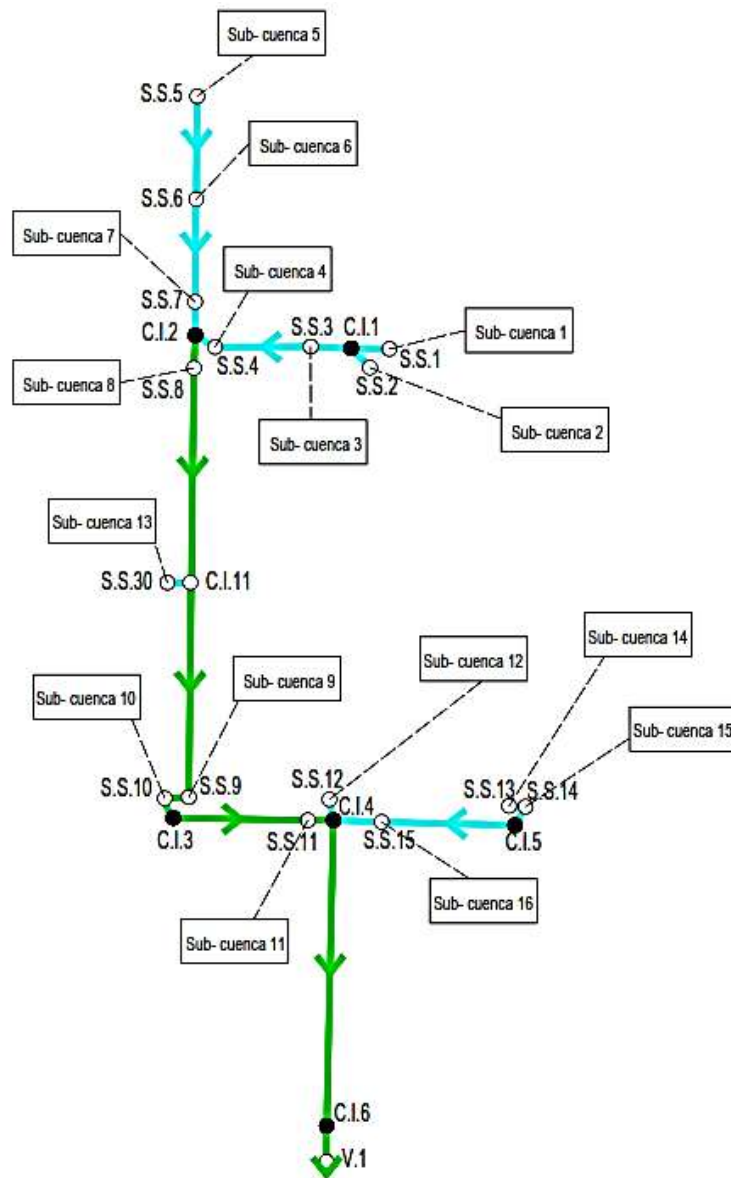 Sub- cuenca 5
S.S.5
Sub- cuenca 6
S.S.6
Sub- cuenca 7
Sub- cuenca 4
S.S.7
C.I.2
S.S.3
C.I.1
Sub- cuenca 1
S.S.4
S.S.1
S.S.8
S.S.2
Sub- cuenca 8
Sub- cuenca 3
Sub- cuenca 2
Sub- cuenca 13
S.S.30
C.I.11
Sub- cuenca 14
Sub- cuenca 12
Sub- cuenca 9
Sub- cuenca 10
Sub- cuenca 15
S.S.10
S.S.9
S.S.12
S.S.13
S.S.14
C.I.4
C.I.3
S.S.11
S.S.15
C.I.5
Sub- cuenca 16
Sub- cuenca 11
C.I.6
V.1